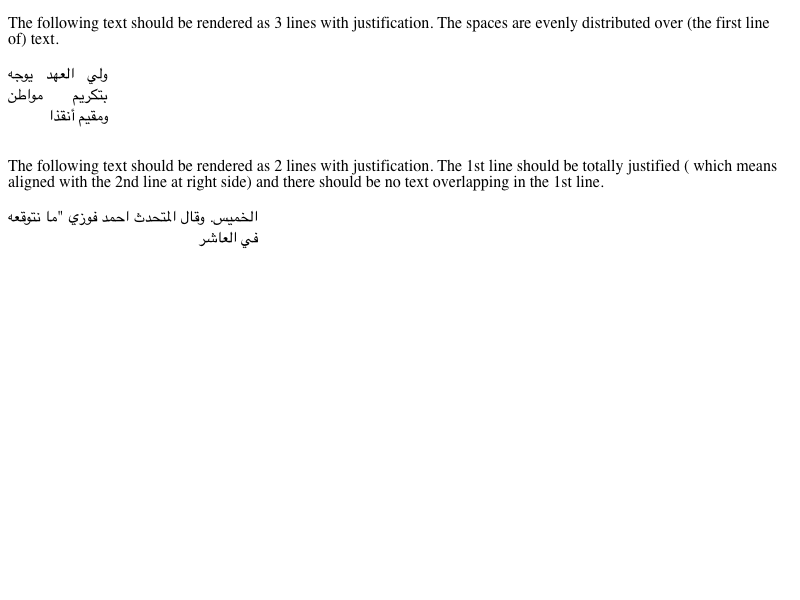 The following text should be rendered as 3 lines with justification. The spaces are evenly distributed over (the first line
of) text.
ولي العهد يوجه
بتكريم مواطن
ومقيم أنقذا
The following text should be rendered as 2 lines with justification. The 1st line should be totally justified ( which means
aligned with the 2nd line at right side) and there should be no text overlapping in the 1st line.
الخميس. وقال المتحدث احمد فوزي "ما نتوقعه
في العاشر